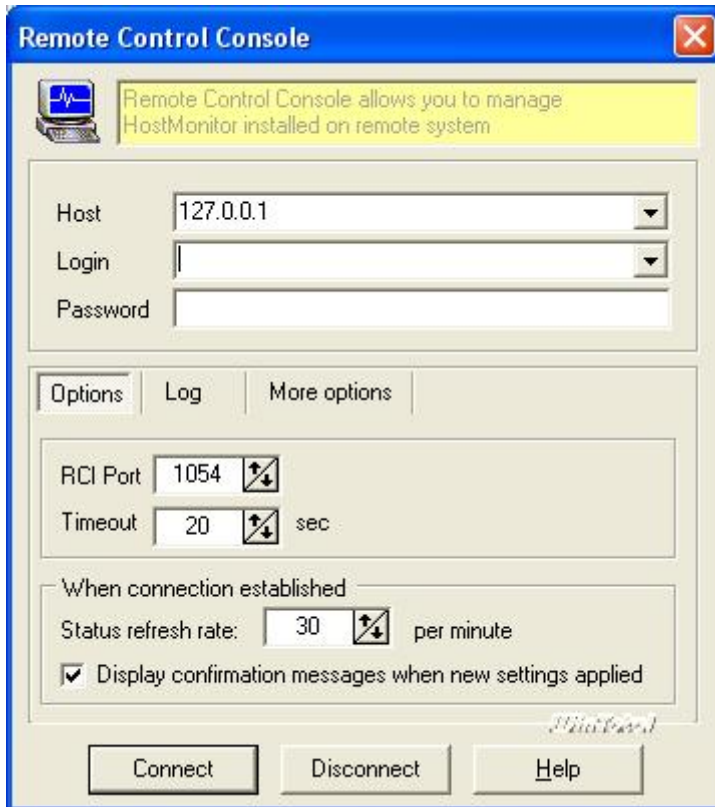 Remote Control Console
Remote Control Console allows you to manage
HostMonitor installed on remote system
Host 127.0.0.1
Login
Password
Options Log More options
RCI Port 1054
Timeout 20 sec
When connection established
Status refresh rate: 30 per minute
Display confirmation messages when new settings applied
Connect Disconnect Help